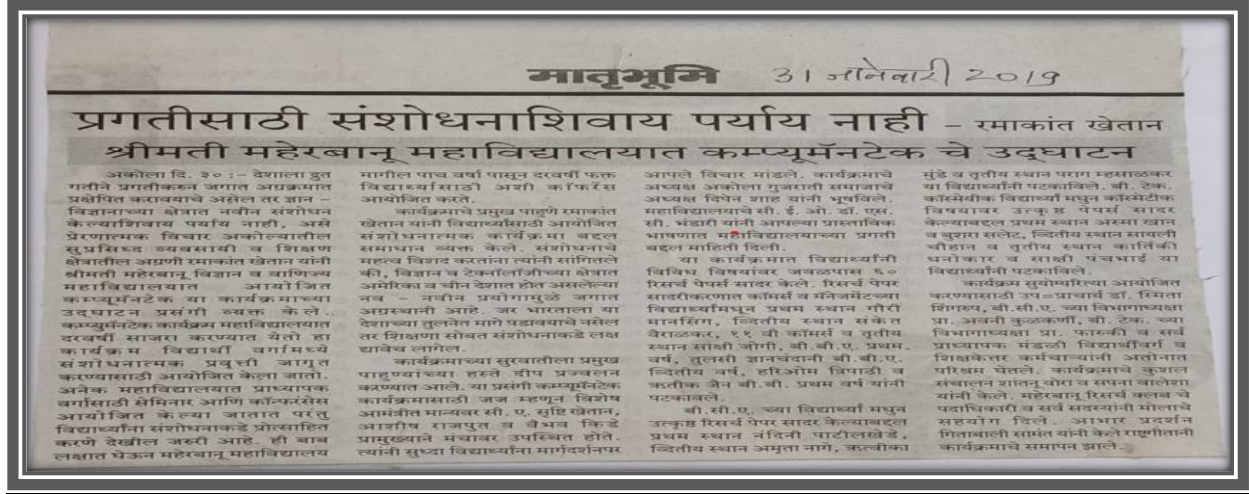 मातृभूमि 31 जानेवारी 2019
प्रगतीसाठी संशोधनाशिवाय पर्याय नाही – रमाकांत खेतान
श्रीमती महेरबानू महाविद्यालयात कम्प्यूमॅनटेक चे उद्घाटन
अकोला दि. ३० :– देशाला द्रुत
गतीने प्रगतीकरुन जगात अग्रक्रमात
प्रक्षेपित करावयाचे असेल तर ज्ञान –
विज्ञानाच्या क्षेत्रात नवीन संशोधन
केल्याशिवाय पर्याय नाही, असे
प्रेरणात्मक विचार अकोल्यातील
सुप्रसिध्द व्यवसायी व शिक्षण
क्षेत्रातील अग्रणी रमाकांत खेतान यांनी
श्रीमती महेरबानू विज्ञान व वाणिज्य
महाविद्यालयात आयोजित
कम्प्यूमॅनटेक या कार्यक्रमाच्या
उद्घाटन प्रसंगी व्यक्त केले.
कम्प्यूमॅनटेक कार्यक्रम महाविद्यालयात
दरवर्षी साजरा करण्यात येतो हा
कार्यक्रम विद्यार्थी वर्गामध्ये
संशोधनात्मक प्रवृत्ती जागृत
करण्यासाठी आयोजित केला जातो.
अनेक महाविद्यालयात प्राध्यापक
वर्गासाठी सेमिनार आणि कॉन्फरंसेस
आयोजित केल्या जातात परंतु
विद्यार्थ्यांना संशोधनाकडे प्रोत्साहित
करणे देखील जरुरी आहे. ही बाब
लक्षात घेऊन महेरबानू महाविद्यालय
मागील पाच वर्षा पासून दरवर्षी फक्त
विद्यार्थ्यांसाठी अशी कॉफरेंस
आयोजित करते.
कार्यक्रमाचे प्रमुख पाहुणे रमाकांत
खेतान यांनी विद्यार्थ्यांसाठी आयोजित
संशोधनात्मक कार्यक्रमा बद्दल
समाधान व्यक्त केले. संशोधनाचे
महत्व विशद करतांना त्यांनी सांगितले
की, विज्ञान व टेक्नॉलॉजीच्या क्षेत्रात
अमेरिका व चीन देशात होत असलेल्या
नव – नवीन प्रयोगामुळे जगात
अग्रस्थानी आहे. जर भारताला या
देशाच्या तुलनेत मागे पडावयाचे नसेल
तर शिक्षणा सोबत संशोधनाकडे लक्ष
द्यावेच लागेल.
कार्यक्रमाच्या सुरवातीला प्रमुख
पाहुण्यांच्या हस्ते दीप प्रज्वलन
करण्यात आले. या प्रसंगी कम्प्यूमॅनटेक
कार्यक्रमासाठी जज म्हणून विशेष
आमंत्रीत मान्यवर सी. ए. सृष्टि खेतान,
आशीष राजपुत व वैभव किडे
प्रामुख्याने मंचावर उपस्थित होते.
त्यांनी सुध्दा विद्यार्थ्यांना मार्गदर्शनपर
आपले विचार मांडले. कार्यक्रमाचे
अध्यक्ष अकोला गुजराती समाजाचे
अध्यक्ष दिपेन शाह यांनी भूषविले.
महाविद्यालयाचे सी. ई. ओ. डॉ. एस.
सी. भंडारी यांनी आपल्या प्रास्ताविक
भाषणात महाविद्यालयाच्या प्रगती
बद्दल माहिती दिली.
या कार्यक्रमात विद्यार्थ्यांनी
विविध विषयांवर जवळपास ६०
रिसर्च पेपर्स सादर केले. रिसर्च पेपर
सादरीकरणात कॉमर्स व मॅनेजमेंटच्या
विद्यार्थ्यांमधून प्रथम स्थान गौरी
मानसिंग, व्दितीय स्थान संकेत
वैराळकर, ११ वी कॉमर्स व तृतीय
स्थान साक्षी जोगी, बी.बी.ए. प्रथम
वर्ष, तुलसी ज्ञानचंदानी बी.बी.ए.
व्दितीय वर्ष, हरिओम त्रिपाठी व
ऋतीक जैन बी.बी. प्रथम वर्ष यांनी
पटकावले.
बी.सी.ए. च्या विद्यार्थ्यां मधुन
उत्कृष्ठ रिसर्च पेपर सादर केल्याबद्दल
प्रथम स्थान नंदिनी पाटीलखेडे,
व्दितीय स्थान अमृता नागे, ऋत्वीका
मुंडे व तृतीय स्थान पराग म्हसाळकर
या विद्यार्थ्यांनी पटकाविले. बी. टेक.
कॉस्मेयीक विद्यार्थ्यां मधुन कॉस्मेटीक
विषयावर उत्कृष्ठ पेपर्स सादर
केल्याबद्दल प्रथम स्थान अस्मा खान
व बुशरा सलेट, व्दितीय स्थान सायली
चौहान व तृतीय स्थान कार्तिकी
धनोकार व साक्षी पंचभाई या
विद्यार्थ्यांनी पटकाविले.
कार्यक्रम सुयोग्यरित्या आयोजित
करण्यासाठी उप=प्राचार्य डॉ. स्मिता
शिंगरुप, बी.सी.ए. च्या विभागाध्यक्षा
प्रा. अवनी कुळकर्णी, बी. टेक. च्या
विभागाध्यक्षा प्रा. फारुकी व सर्व
प्राध्यापक मंडळी विद्यार्थीवर्ग व
शिक्षकेत्तर कर्मचाऱ्यांनी अतोनात
परिश्रम घेतले. कार्यक्रमाचे कुशल
संचालन शांतनू वोरा व सपना वालेशा
यांनी केले. महेरबानू रिसर्च क्लब चे
पदाधिकारी व सर्व सदस्यांनी मोलाचे
सहयोग दिले. आभार प्रदर्शन
गिताबाली सामंत यांनी केले राष्ट्रगीतानी
कार्यक्रमाचे समापन झाले.